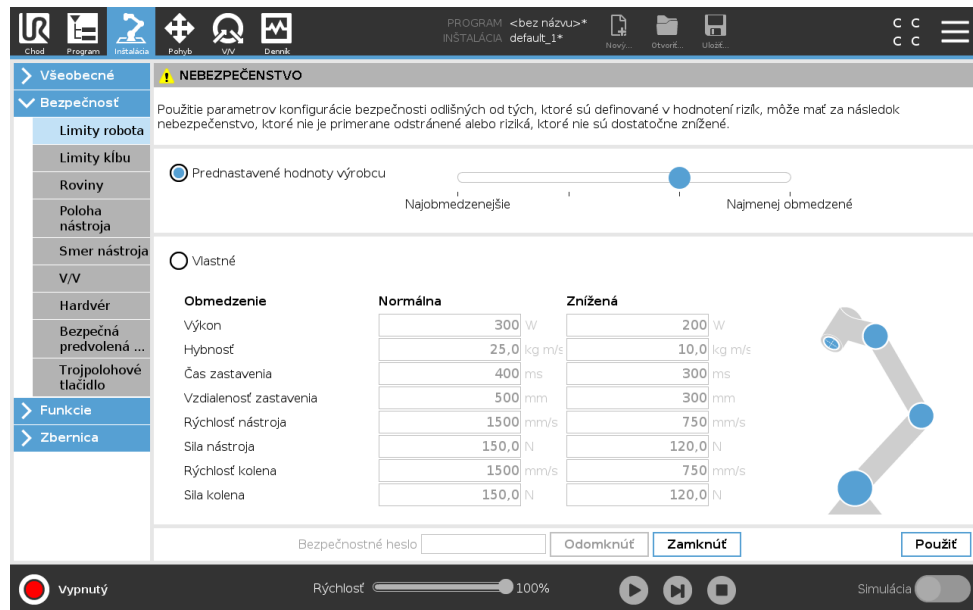 PROGRAM <bez názvu>*
INŠTALÁCIA default_1*
UR
Chod
Program
Inštalácia
Pohyb
V/V
Denník
Nový...
Otvoriť...
Uložiť...
C C
C C
Všeobecné
Bezpečnosť
Limity robota
Limity kĺbu
Roviny
Poloha
nástroja
Smer nástroja
V/V
Hardvér
Bezpečná
predvolená ...
Trojpolohové
tlačidlo
Funkcie
Zbernica
NEBEZPEČENSTVO
Použitie parametrov konfigurácie bezpečnosti odlišných od tých, ktoré sú definované v hodnotení rizík, môže mať za následok
nebezpečenstvo, ktoré nie je primerane odstránené alebo riziká, ktoré nie sú dostatočne znížené.
Prednastavené hodnoty výrobcu
Najobmedzenejšie
Najmenej obmedzené
Vlastné
Obmedzenie Normálna Znížená
Výkon 300 W 200 W
Hybnosť 25,0 kg m/s 10,0 kg m/s
Čas zastavenia 400 ms 300 ms
Vzdialenosť zastavenia 500 mm 300 mm
Rýchlosť nástroja 1500 mm/s 750 mm/s
Sila nástroja 150,0 N 120,0 N
Rýchlosť kolena 1500 mm/s 750 mm/s
Sila kolena 150,0 N 120,0 N
Bezpečnostné heslo Odomknúť Zamknúť Použiť
Vypnutý Rýchlosť 100% Simulácia